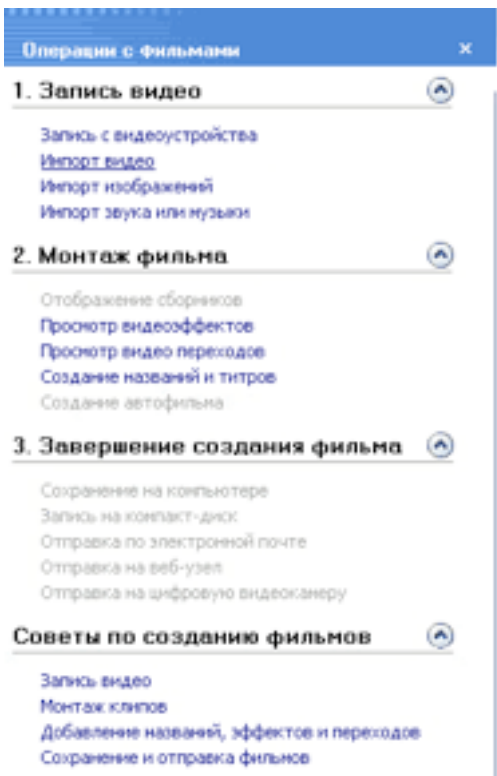 Операции с фильмами
1. Запись видео
Запись с видеоустройства
Импорт видео
Импорт изображений
Импорт звука или музыки
2. Монтаж фильма
Отображение сборников
Просмотр видеоэффектов
Просмотр видео переходов
Создание названий и титров
Создание автофильма
3. Завершение создания фильма
Сохранение на компьютере
Запись на компакт-диск
Отправка по электронной почте
Отправка на веб-узел
Отправка на цифровую видеокамеру
Советы по созданию фильмов
Запись видео
Монтаж клипов
Добавление названий, эффектов и переходов
Сохранение и отправка фильмов